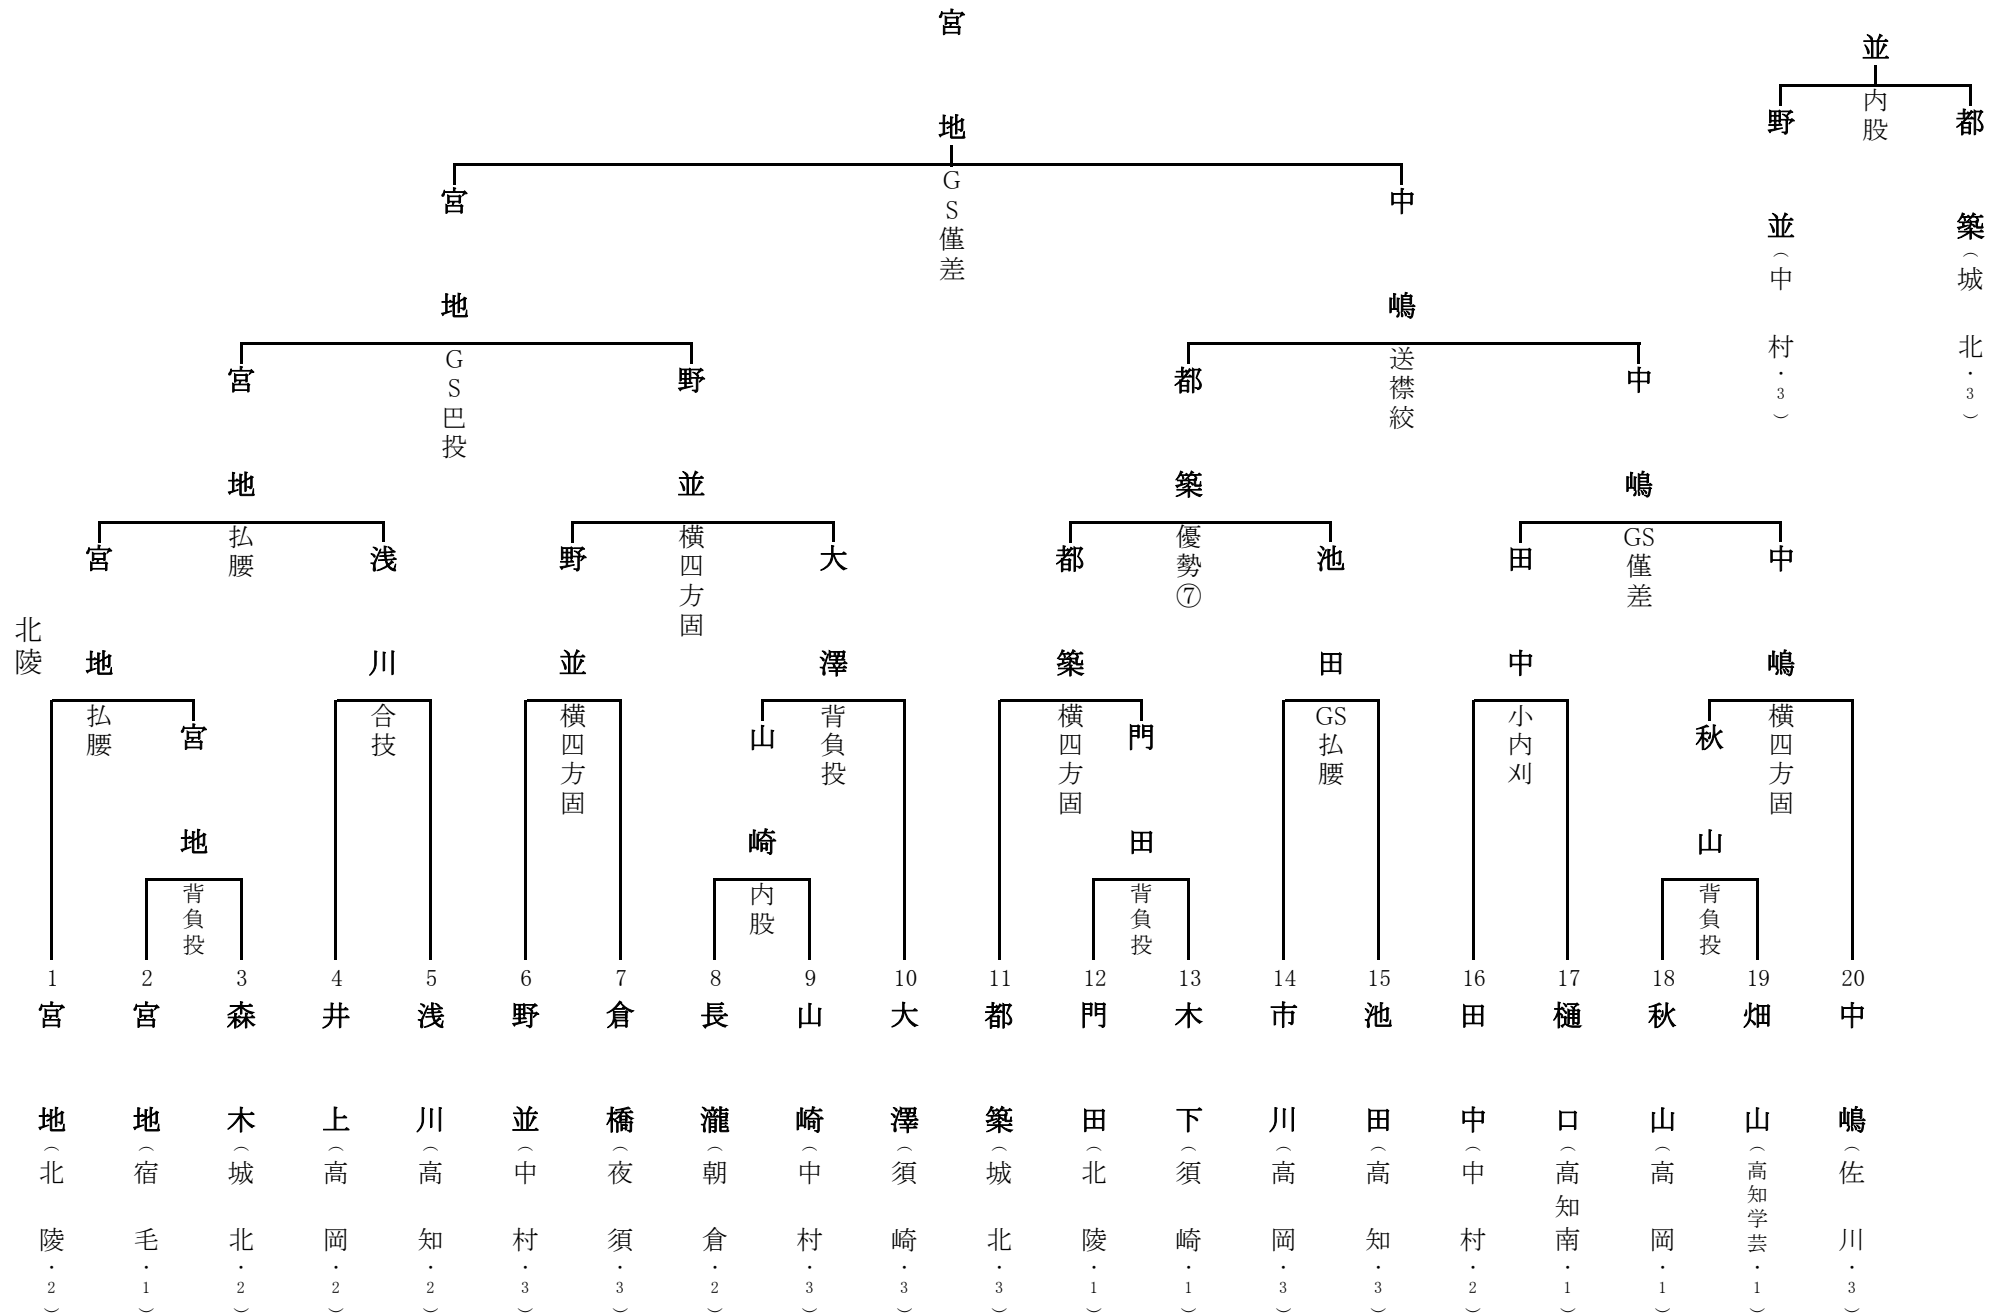 宮地
GS僅差
宮地
中嶋
GS巴投
送襟絞
宮地
野並
都築
中嶋
払腰
横四方固
優勢⑦
GS僅差
北陵
宮地
浅川
野並
大澤
都築
池田
田中
中嶋
払腰
合技
横四方固
背負投
横四方固
GS払腰
小内刈
横四方固
宮地
山崎
門田
秋山
背負投
内股
背負投
背負投
1 宮地（北陵・2）
2 宮地（宿毛・1）
3 森木（城北・2）
4 井上（高岡・2）
5 浅川（高知・2）
6 野並（中村・3）
7 倉橋（夜須・3）
8 長瀧（朝倉・2）
9 山崎（中村・3）
10 大澤（須崎・3）
11 都築（城北・3）
12 門田（北陵・1）
13 木下（須崎・1）
14 市川（高岡・3）
15 池田（高知・3）
16 田中（中村・2）
17 樋口（高知南・1）
18 秋山（高岡・1）
19 畑山（高知学芸・1）
20 中嶋（佐川・3）
並
内股
野並（中村・3）
都築（城北・3）